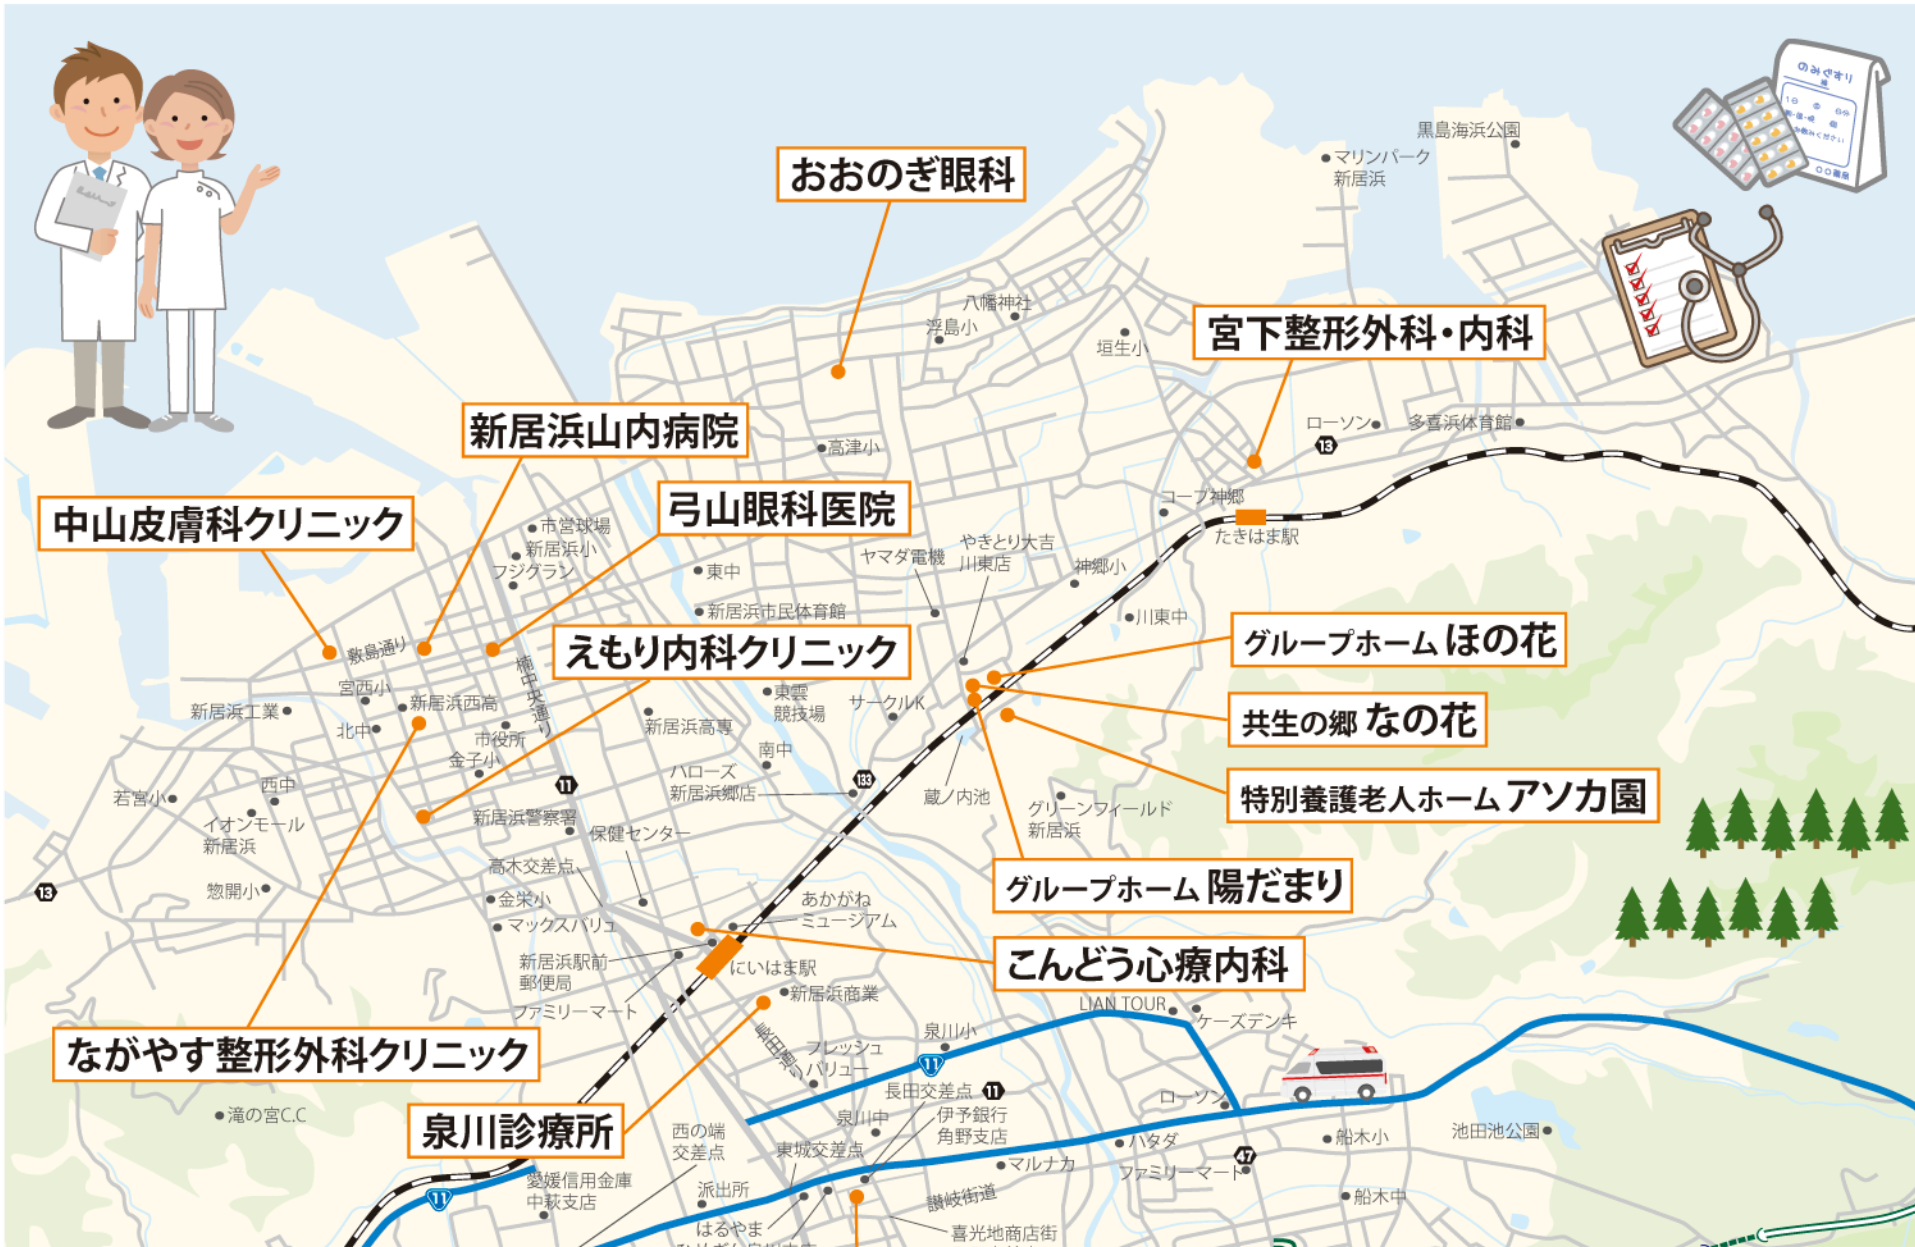 のみぐすり
黒島海浜公園
マリンパーク
新居浜
おおのぎ眼科
八幡神社
浮島小
垣生小
宮下整形外科・内科
ローソン
多喜浜体育館
13
新居浜山内病院
高津小
中山皮膚科クリニック
弓山眼科医院
コープ神郷
たきはま駅
市営球場
新居浜小
フジグラン
東中
ヤマダ電機
やきとり大吉
川東店
神郷小
新居浜市民体育館
川東中
えもり内科クリニック
グループホーム ほの花
敷島通り
楠中央通り
宮西小
新居浜西高
新居浜工業
北中
市役所
金子小
新居浜高専
東雲
競技場
サークルK
共生の郷 なの花
南中
ハローズ
新居浜郷店
133
11
蔵ノ内池
特別養護老人ホーム アソカ園
グリーンフィールド
新居浜
西中
若宮小
イオンモール
新居浜
新居浜警察署
保健センター
高木交差点
惣開小
13
金栄小
マックスバリュ
あかがね
ミュージアム
グループホーム 陽だまり
こんどう心療内科
新居浜駅前
郵便局
にいはま駅
ファミリーマート
新居浜商業
LIAN TOUR
ケーズデンキ
ながやす整形外科クリニック
長田通り
フレッシュ
バリュー
泉川小
11
長田交差点
11
ローソン
滝の宮C.C
泉川診療所
西の端
交差点
泉川中
伊予銀行
角野支店
東城交差点
ハタダ
船木小
池田池公園
マルナカ
ファミリーマート
47
愛媛信用金庫
中萩支店
11
派出所
讃岐街道
船木中
はるやま
喜光地商店街